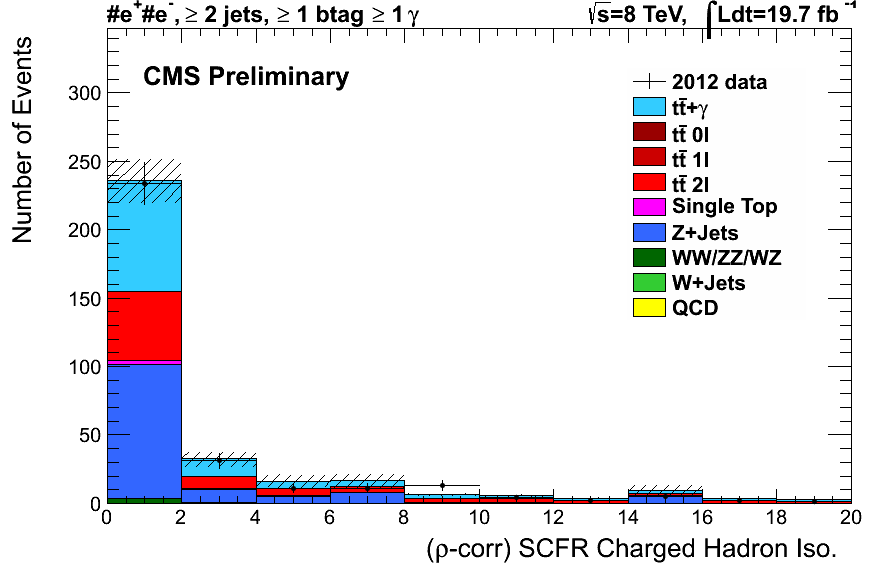 #e⁺#e⁻, ≥ 2 jets, ≥ 1 btag ≥ 1 γ
√s=8 TeV, ∫Ldt=19.7 fb⁻¹
CMS Preliminary
2012 data
tt̄+γ
tt̄ 0l
tt̄ 1l
tt̄ 2l
Single Top
Z+Jets
WW/ZZ/WZ
W+Jets
QCD
Number of Events
300
250
200
150
100
50
0
0 2 4 6 8 10 12 14 16 18 20
(ρ-corr) SCFR Charged Hadron Iso.